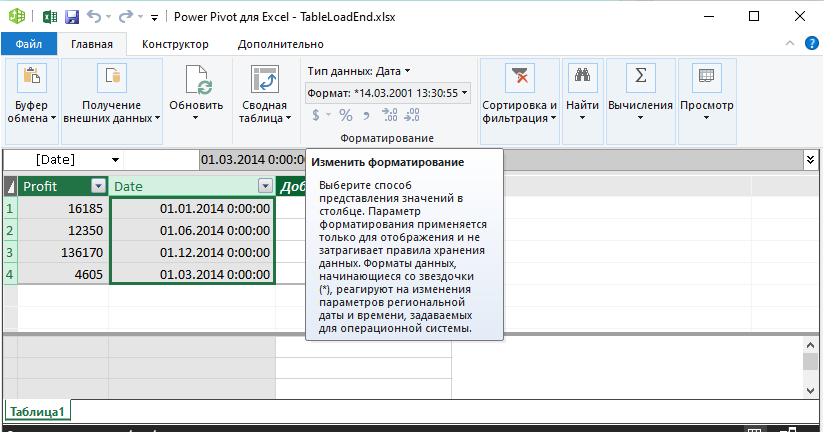 Power Pivot для Excel - TableLoadEnd.xlsx
Файл Главная Конструктор Дополнительно
Буфер
обмена
Получение
внешних данных
Обновить
Сводная
таблица
Тип данных: Дата
Формат: *14.03.2001 13:30:55
$ % , .00 .0
Форматирование
Сортировка и
фильтрация
Найти
Вычисления
Просмотр
[Date] 01.03.2014 0:00:00
Изменить форматирование
Выберите способ
представления значений в
столбце. Параметр
форматирования применяется
только для отображения и не
затрагивает правила хранения
данных. Форматы данных,
начинающиеся со звездочки
(*), реагируют на изменения
параметров региональной
даты и времени, задаваемых
для операционной системы.
Profit Date
1 16185 01.01.2014 0:00:00
2 12350 01.06.2014 0:00:00
3 136170 01.12.2014 0:00:00
4 4605 01.03.2014 0:00:00
Таблица1